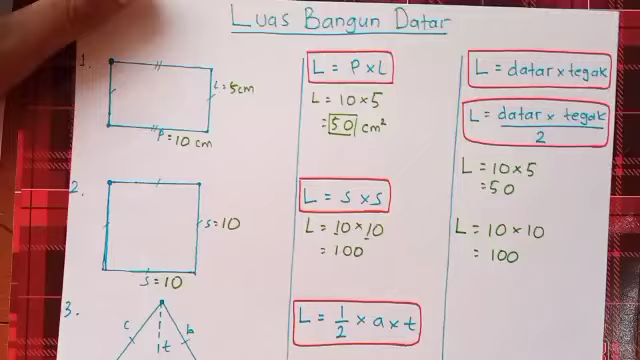 Luas Bangun Datar
1.
L = 5cm
P = 10 cm
L = P x L
L = 10 x 5
= 50 cm²
L = datar x tegak
L = datar x tegak
2
L = 10 x 5
= 50
2.
s = 10
s = 10
L = s x s
L = 10 x 10
= 100
L = 10 x 10
= 100
3.
c
b
t
L = 1/2 x a x t